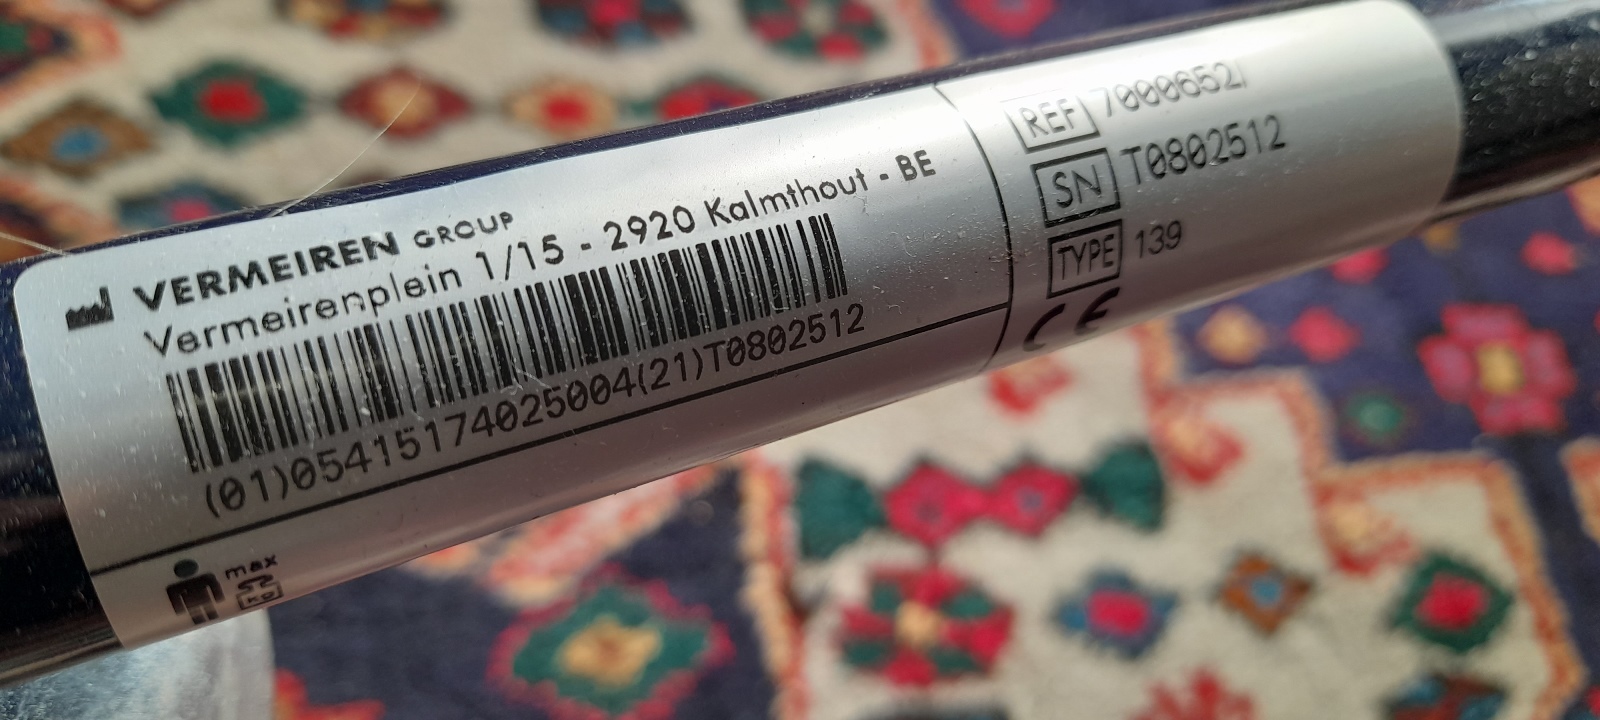 VERMEIREN GROUP
Vermeirenplein 1/15 - 2920 Kalmthout - BE
(01)05415174025004(21)T0802512
max
kg
REF 7000652
SN T0802512
TYPE 139
CE